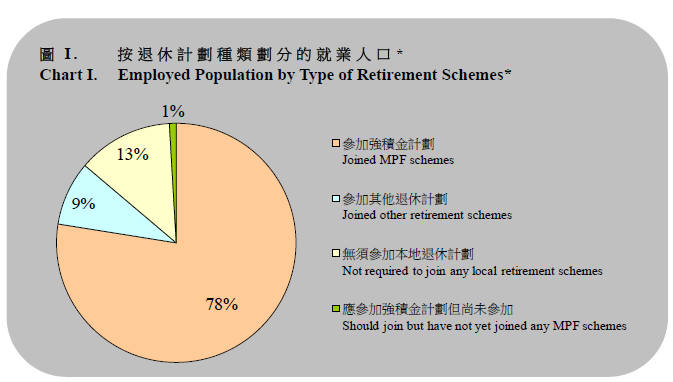 圖 I. 按退休計劃種類劃分的就業人口*
Chart I. Employed Population by Type of Retirement Schemes*
1%
13%
9%
78%
參加強積金計劃
Joined MPF schemes
參加其他退休計劃
Joined other retirement schemes
無須參加本地退休計劃
Not required to join any local retirement schemes
應參加強積金計劃但尚未參加
Should join but have not yet joined any MPF schemes